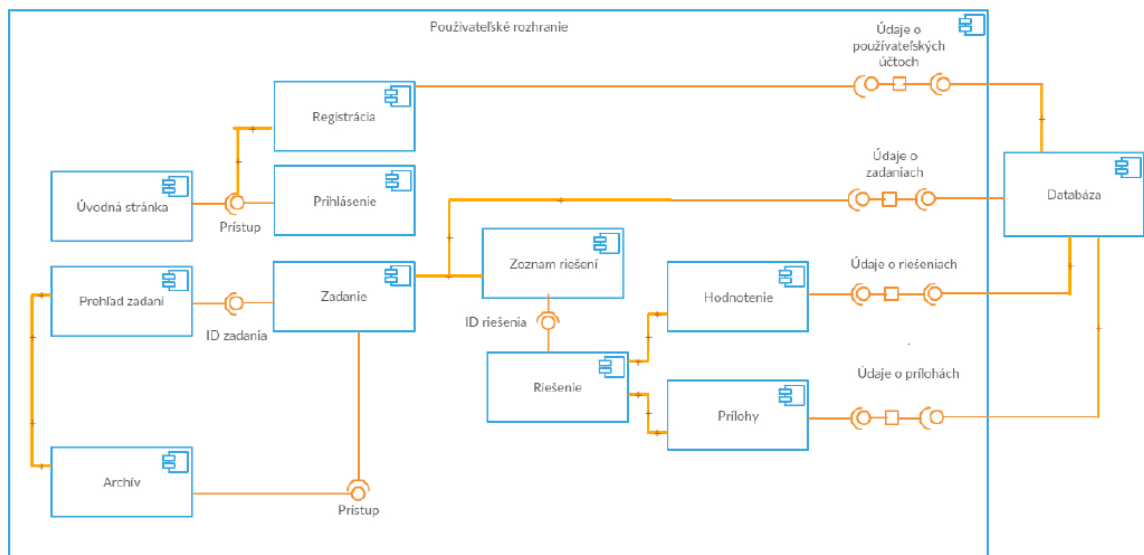 Používateľské rozhranie
Údaje o
používateľských
účtoch
Registrácia
Údaje o
zadaniach
Úvodná stránka
Prihlásenie
Databáza
Prístup
Zoznam riešení
Údaje o riešeniach
Prehľad zadaní
Zadanie
Hodnotenie
ID zadania
ID riešenia
Údaje o prílohách
Riešenie
Prílohy
Archív
Prístup